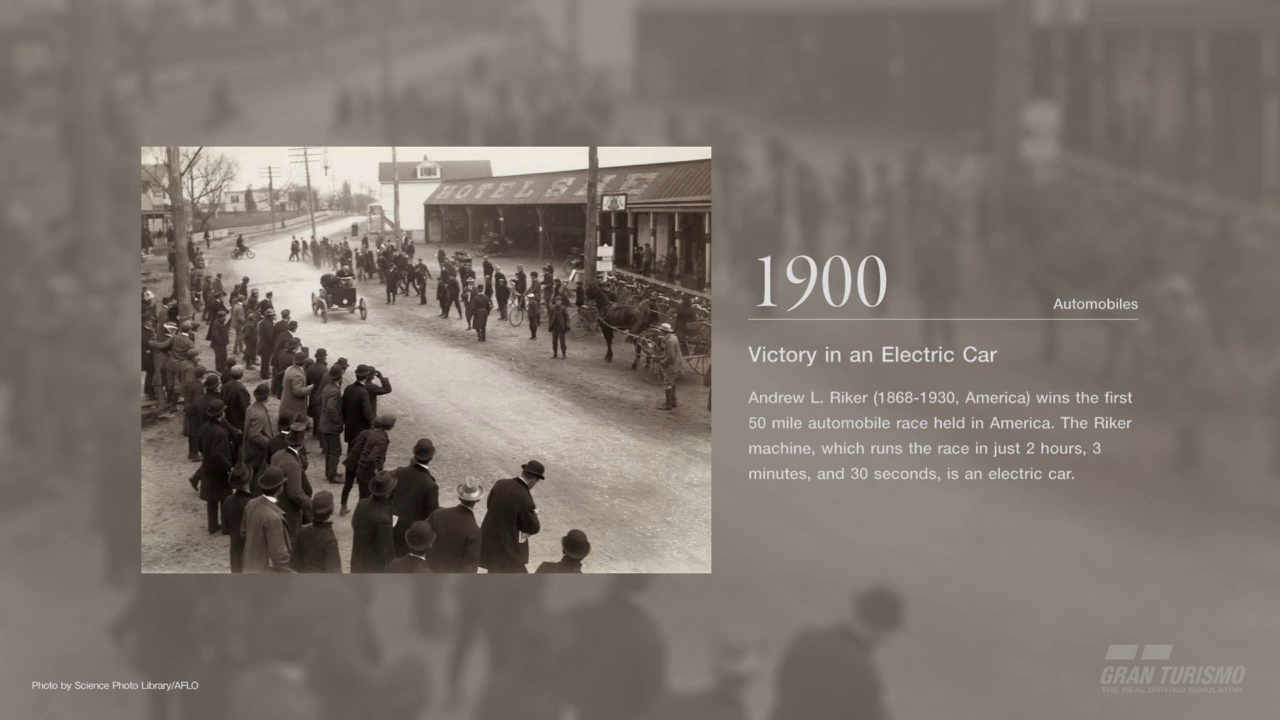 HOTEL
1900
Automobiles
Victory in an Electric Car
Andrew L. Riker (1868-1930, America) wins the first
50 mile automobile race held in America. The Riker
machine, which runs the race in just 2 hours, 3
minutes, and 30 seconds, is an electric car.
Photo by Science Photo Library/AFLO
GRAN TURISMO
THE REAL DRIVING SIMULATOR